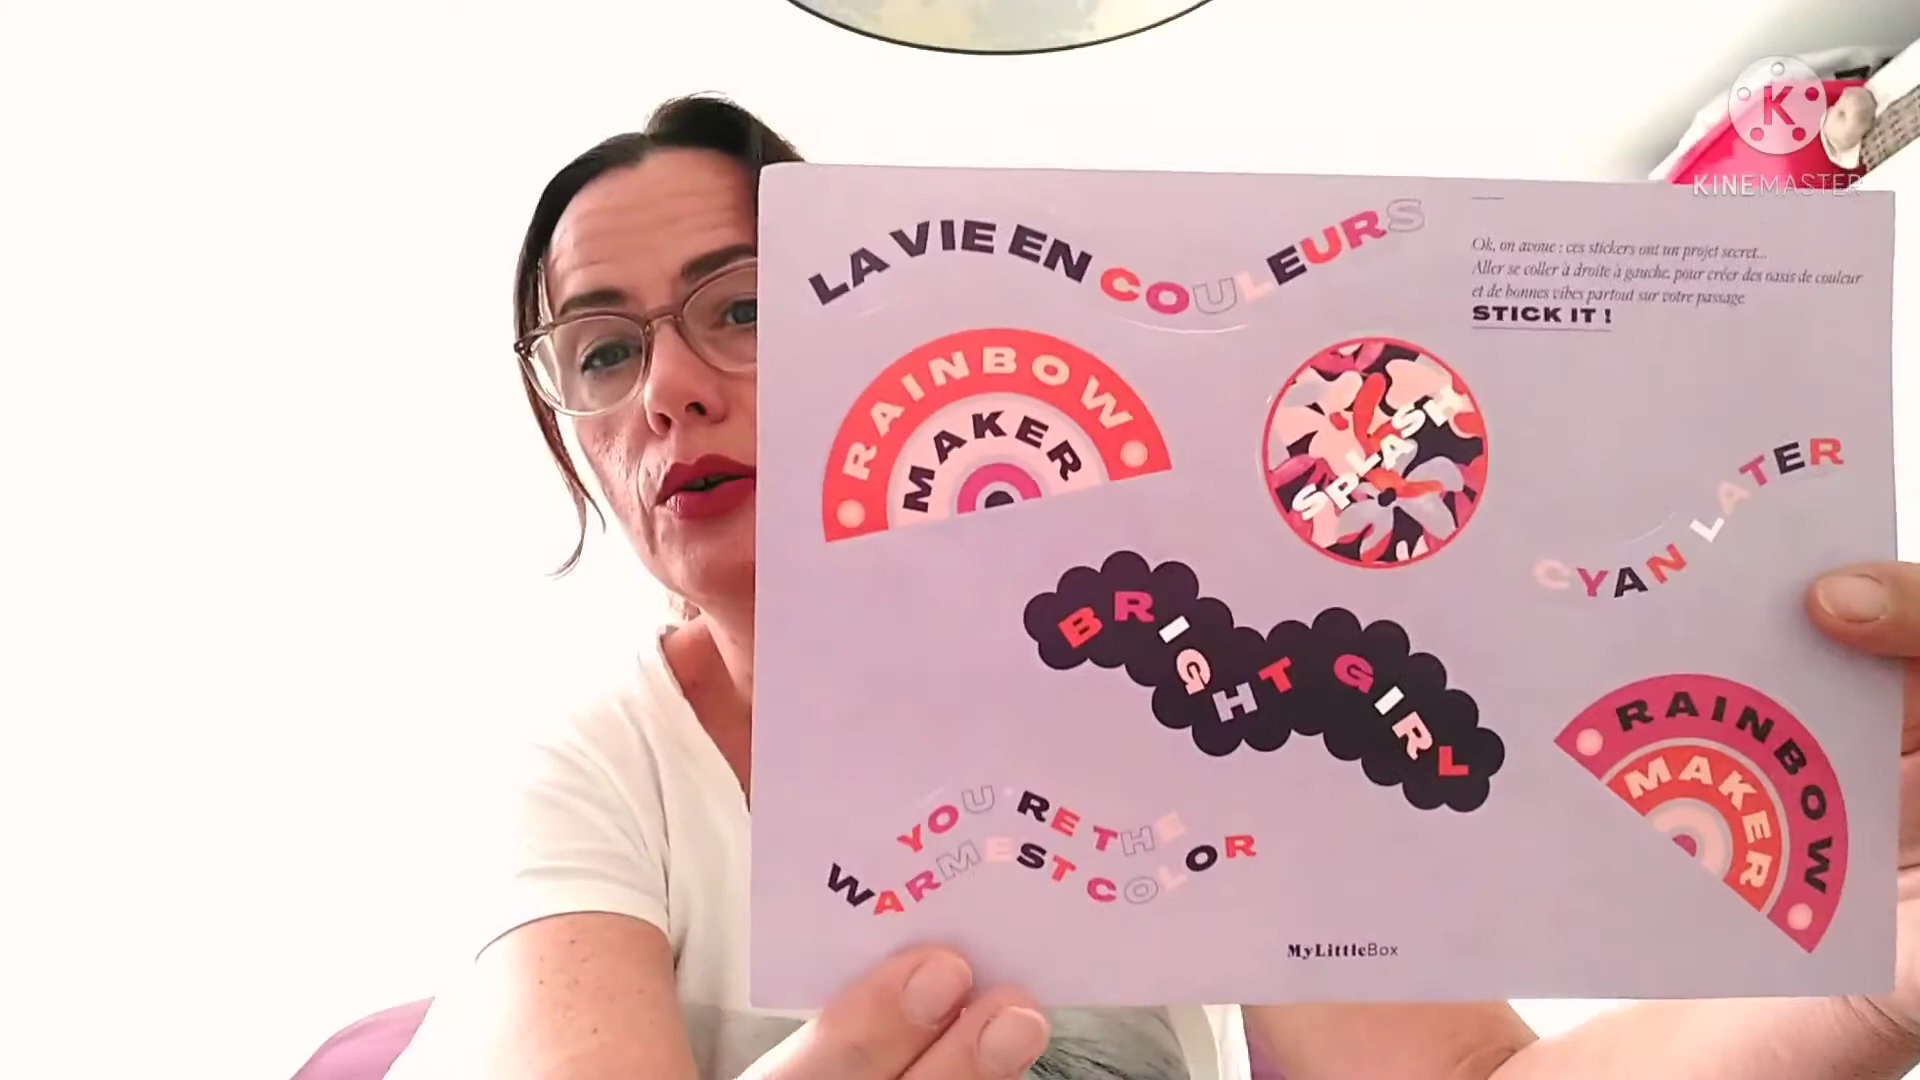 K
KINEMASTER
LA VIE EN COULEURS
Ok, on avoue : ces stickers ont un projet secret...
Aller se coller à droite à gauche, pour créer des oasis de couleur
et de bonnes vibes partout sur votre passage.
STICK IT !
RAINBOW
MAKER
SPLASH
CYAN LATER
BRIGHT GIRL
RAINBOW
MAKER
YOU'RE THE
WARMEST COLOR
MyLittleBox